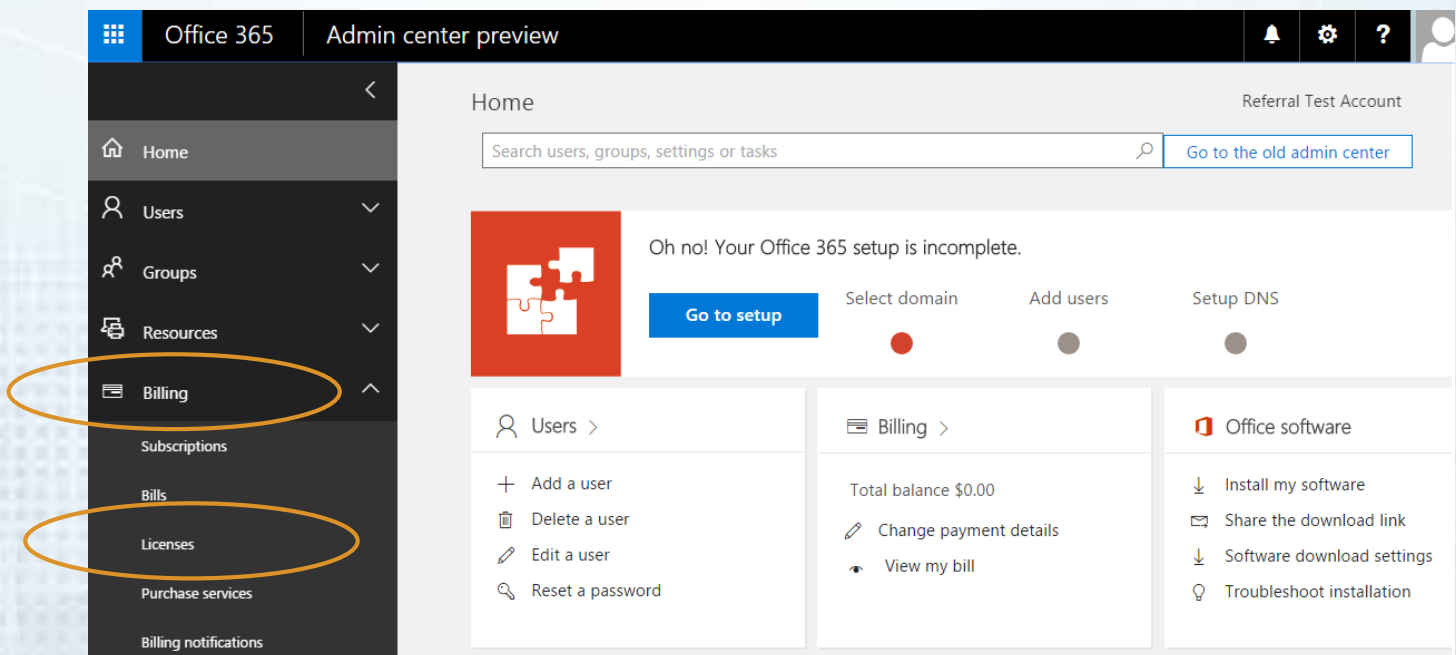 Office 365
Admin center preview
?
Home
Users
Groups
Resources
Billing
Subscriptions
Bills
Licenses
Purchase services
Billing notifications
Home
Referral Test Account
Search users, groups, settings or tasks
Go to the old admin center
Oh no! Your Office 365 setup is incomplete.
Go to setup
Select domain
Add users
Setup DNS
Users >
Add a user
Delete a user
Edit a user
Reset a password
Billing >
Total balance $0.00
Change payment details
View my bill
Office software
Install my software
Share the download link
Software download settings
Troubleshoot installation